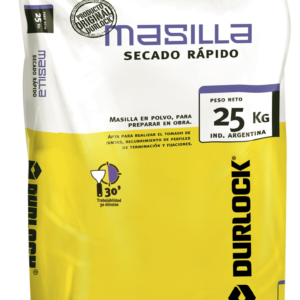 PRODUCTO
ORIGINAL
DURLOCK
MASILLA
SECADO RÁPIDO
MASILLA EN POLVO, PARA
PREPARAR EN OBRA.
APTA PARA REALIZAR EL TOMADO DE
JUNTAS, RECUBRIMIENTO DE PERFILES
DE TERMINACIÓN Y FIJACIONES.
PESO NETO
25 KG
IND. ARGENTINA
30'
Trabajabilidad
30 minutos
DURLOCK®
25
MASILLA
SECADO RÁPIDO
DURLOCK